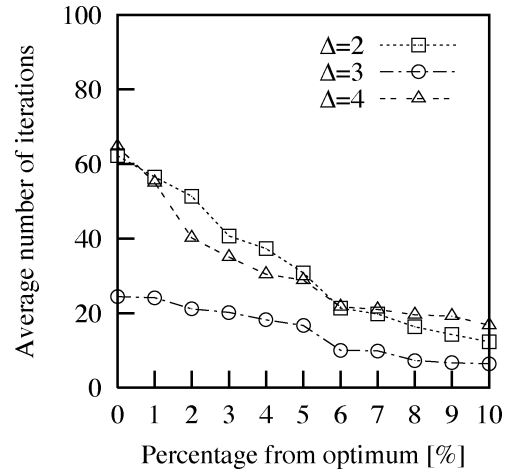 100
80
60
40
20
0
Average number of iterations
Δ=2
Δ=3
Δ=4
0 1 2 3 4 5 6 7 8 9 10
Percentage from optimum [%]